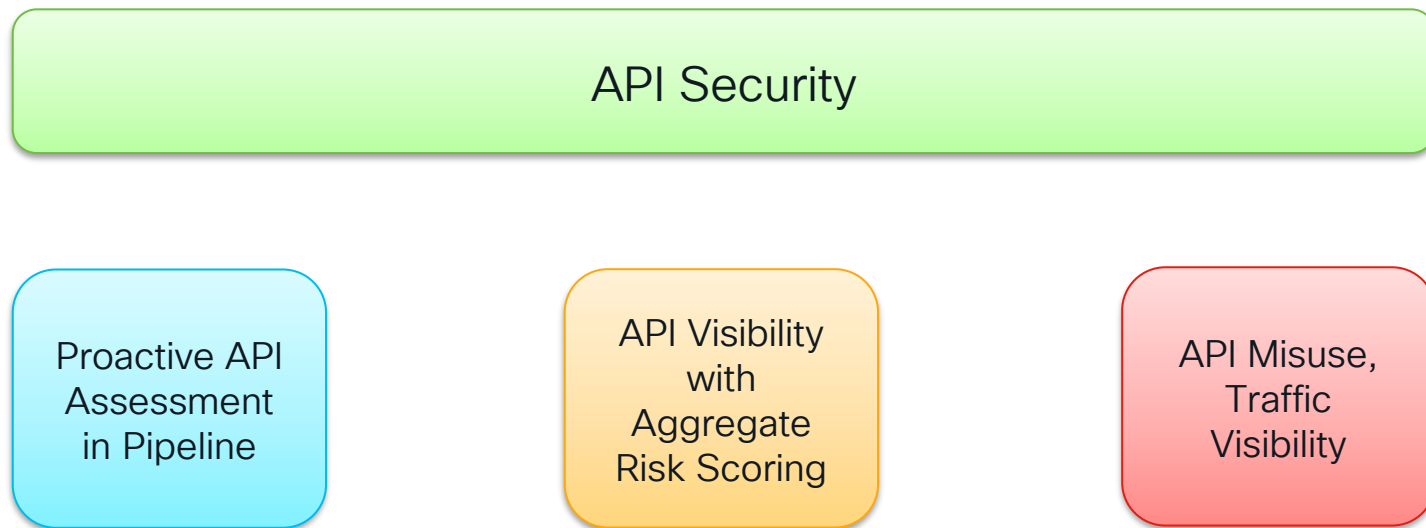 API Security
Proactive API
Assessment
in Pipeline
API Visibility
with
Aggregate
Risk Scoring
API Misuse,
Traffic
Visibility